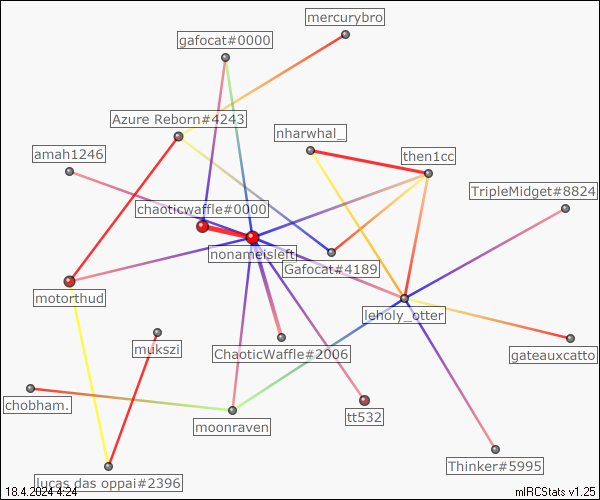 mercurybro
gafocat#0000
Azure Reborn#4243
nharwhal_
amah1246
then1cc
TripleMidget#8824
chaoticwaffle#0000
nonameisleft
Gafocat#4189
motorthud
leholy_otter
mukszi
ChaoticWaffle#2006
gateauxcatto
chobham.
tt532
moonraven
Thinker#5995
lucas das oppai#2396
18.4.2024 4:24
mIRCStats v1.25